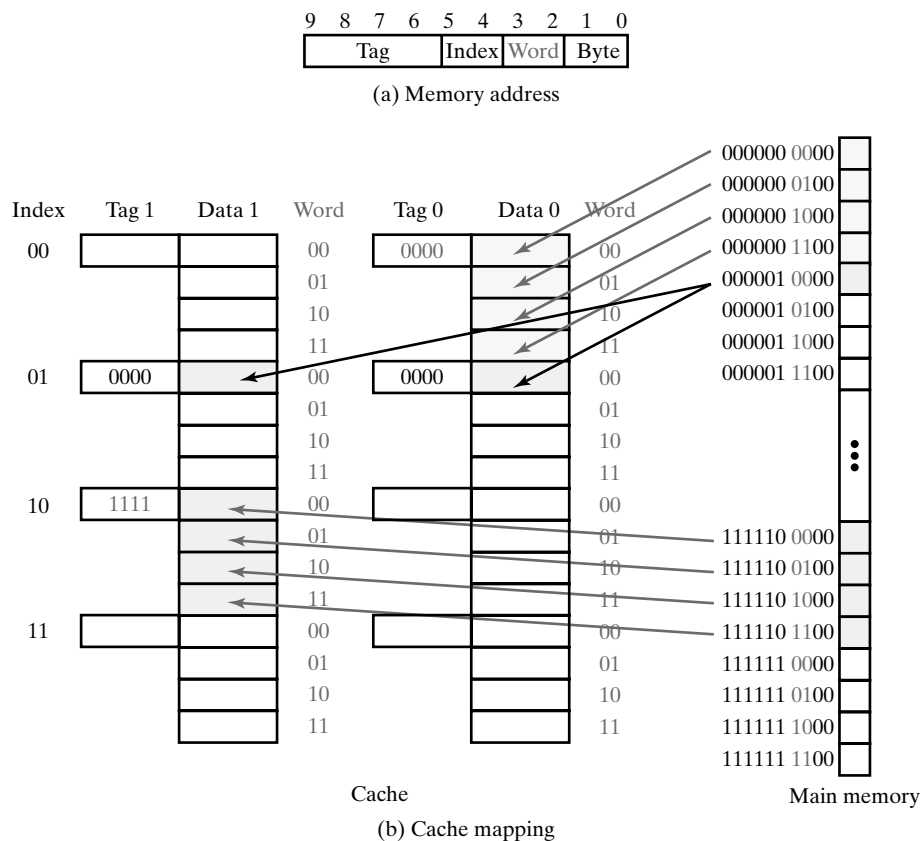 9 8 7 6 5 4 3 2 1 0
Tag Index Word Byte
(a) Memory address
Index Tag 1 Data 1 Word Tag 0 Data 0 Word
00 00 0000 00
01 01
10 10
11 11
01 0000 00 0000 00
01 01
10 10
11 11
10 1111 00 00
01 01
10 10
11 11
11 00 00
01 01
10 10
11 11
000000 0000
000000 0100
000000 1000
000000 1100
000001 0000
000001 0100
000001 1000
000001 1100
111110 0000
111110 0100
111110 1000
111110 1100
111111 0000
111111 0100
111111 1000
111111 1100
Cache
Main memory
(b) Cache mapping